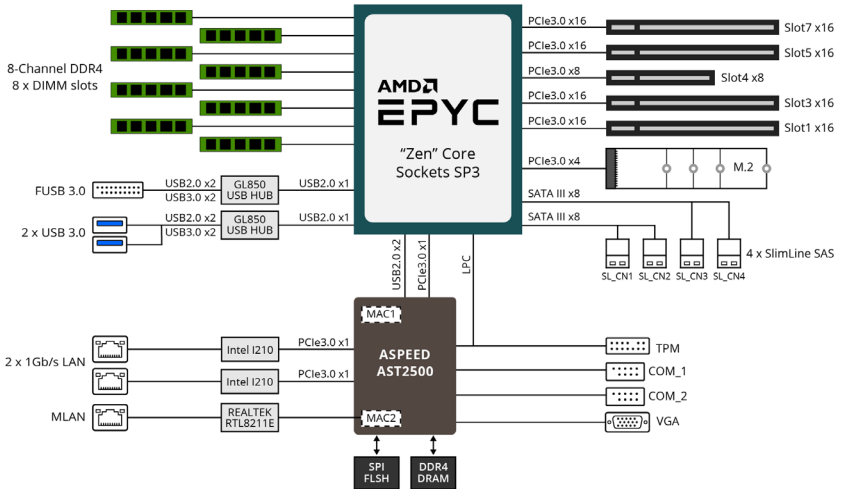 8-Channel DDR4
8 x DIMM slots
AMD
EPYC
"Zen" Core
Sockets SP3
PCIe3.0 x16
Slot7 x16
PCIe3.0 x16
Slot5 x16
PCIe3.0 x8
Slot4 x8
PCIe3.0 x16
Slot3 x16
PCIe3.0 x16
Slot1 x16
PCIe3.0 x4
M.2
SATA III x8
SATA III x8
4 x SlimLine SAS
SL_CN1
SL_CN2
SL_CN3
SL_CN4
FUSB 3.0
USB2.0 x2
USB3.0 x2
GL850
USB HUB
USB2.0 x1
2 x USB 3.0
USB2.0 x2
USB3.0 x2
GL850
USB HUB
USB2.0 x1
USB2.0 x2
PCIe3.0 x1
LPC
MAC1
ASPEED
AST2500
MAC2
2 x 1Gb/s LAN
Intel I210
PCIe3.0 x1
Intel I210
PCIe3.0 x1
MLAN
REALTEK
RTL8211E
TPM
COM_1
COM_2
VGA
SPI
FLSH
DDR4
DRAM